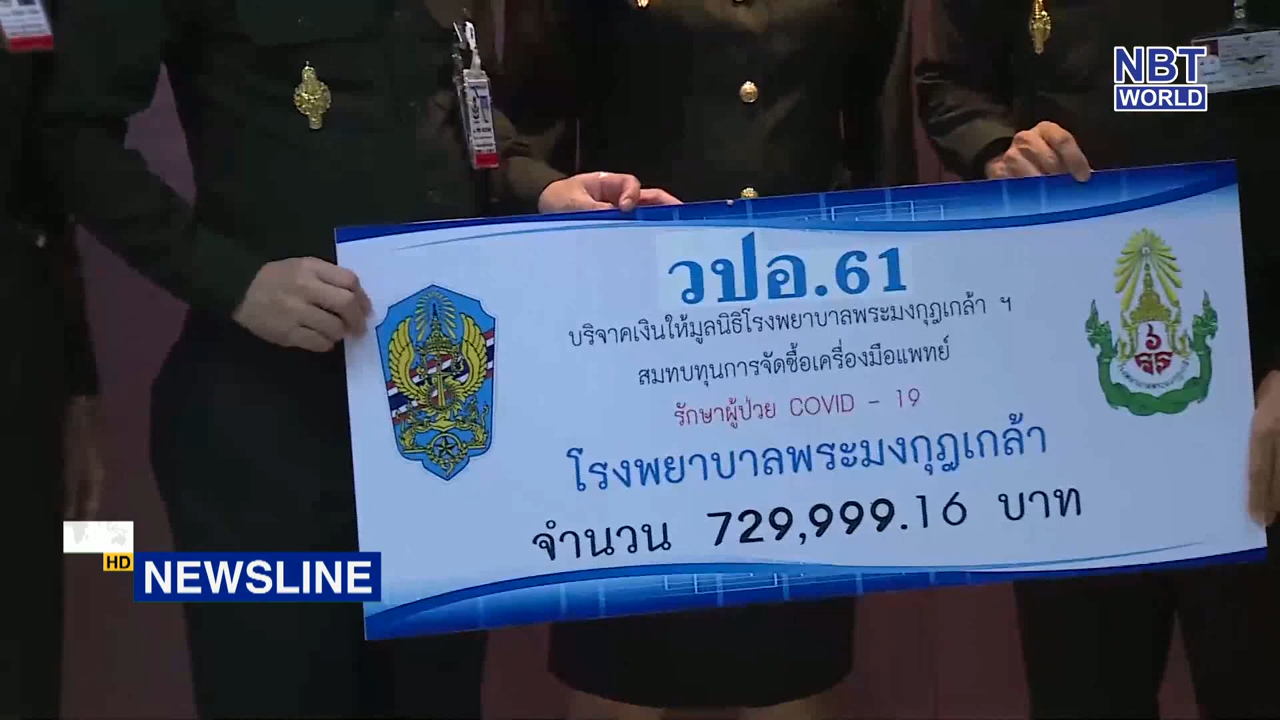 NBT
WORLD
วปอ.61
บริจาคเงินให้มูลนิธิโรงพยาบาลพระมงกุฎเกล้า ฯ
สมทบทุนการจัดซื้อเครื่องมือแพทย์
รักษาผู้ป่วย COVID - 19
โรงพยาบาลพระมงกุฎเกล้า
จำนวน 729,999.16 บาท
HD
NEWSLINE